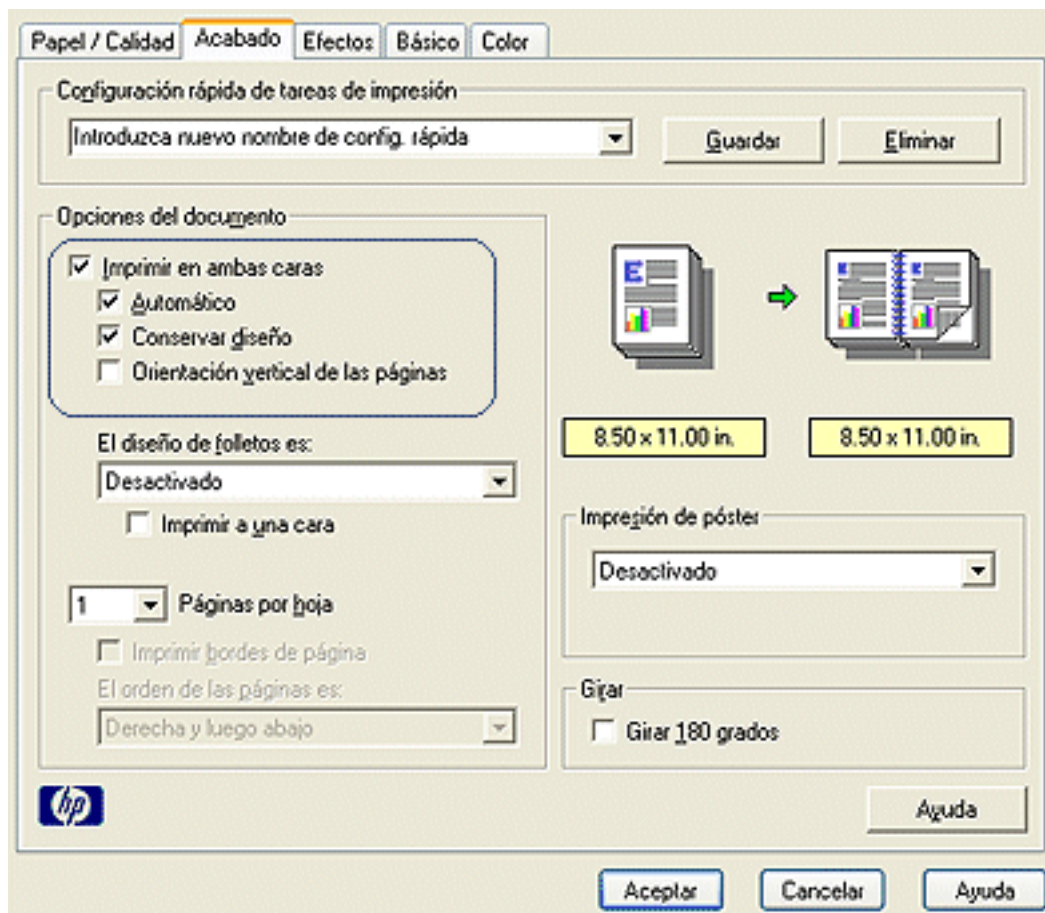 Papel / Calidad Acabado Efectos Básico Color
Configuración rápida de tareas de impresión
Introduzca nuevo nombre de config. rápida
Guardar Eliminar
Opciones del documento
Imprimir en ambas caras
Automático
Conservar diseño
Orientación vertical de las páginas
El diseño de folletos es:
Desactivado
Imprimir a una cara
1 Páginas por hoja
Imprimir bordes de página
El orden de las páginas es:
Derecha y luego abajo
E
8.50 x 11.00 in. 8.50 x 11.00 in.
Impresión de póster
Desactivado
Girar
Girar 180 grados
hp
Ayuda
Aceptar Cancelar Ayuda